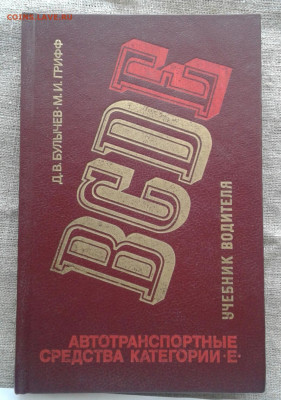 COINS.LAVE.RU
Д.В.БУЛЫЧЕВ·М.И.ГРИФФ
BCDE
УЧЕБНИК ВОДИТЕЛЯ
АВТОТРАНСПОРТНЫЕ
СРЕДСТВА КАТЕГОРИИ·Е·